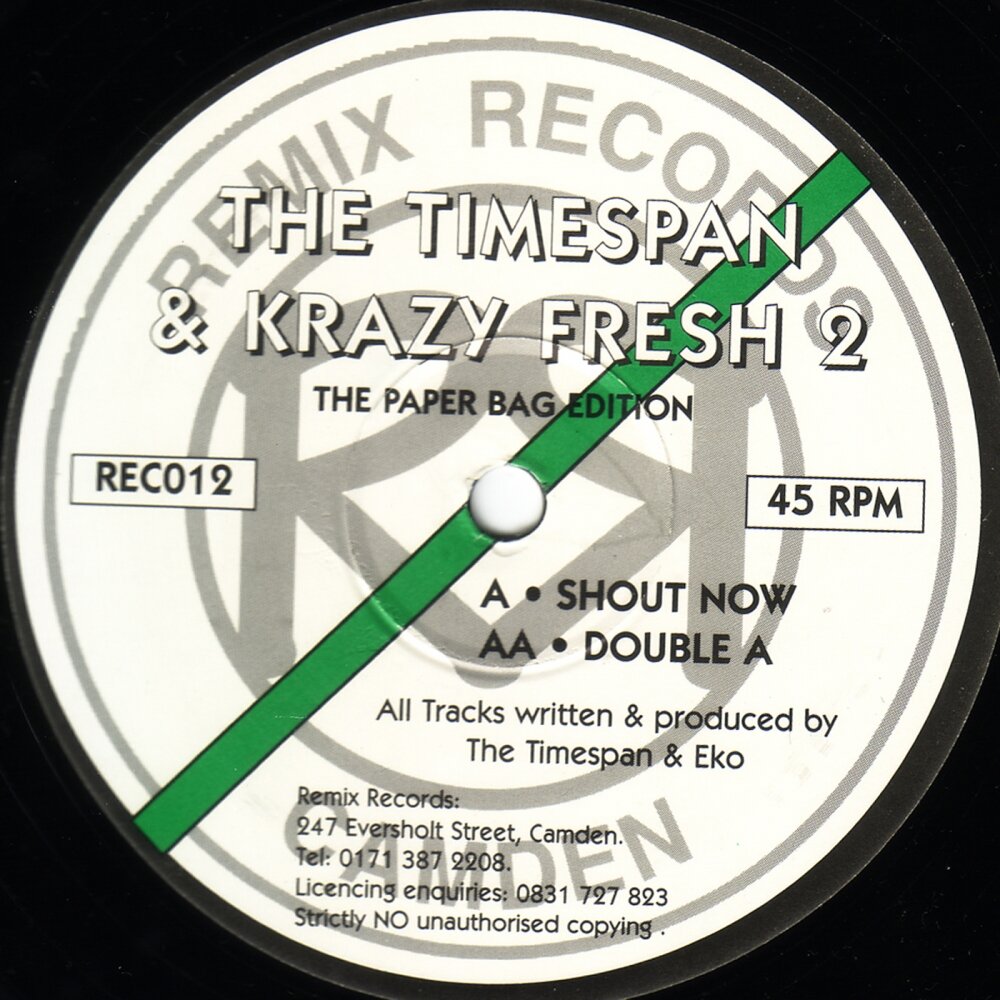 REMIX RECORDS
THE TIMESPAN
& KRAZY FRESH 2
THE PAPER BAG EDITION
REC012
45 RPM
A • SHOUT NOW
AA • DOUBLE A
All Tracks written & produced by
The Timespan & Eko
Remix Records:
247 Eversholt Street, Camden.
Tel: 0171 387 2208.
Licencing enquiries: 0831 727 823
Strictly NO unauthorised copying .
CAMDEN